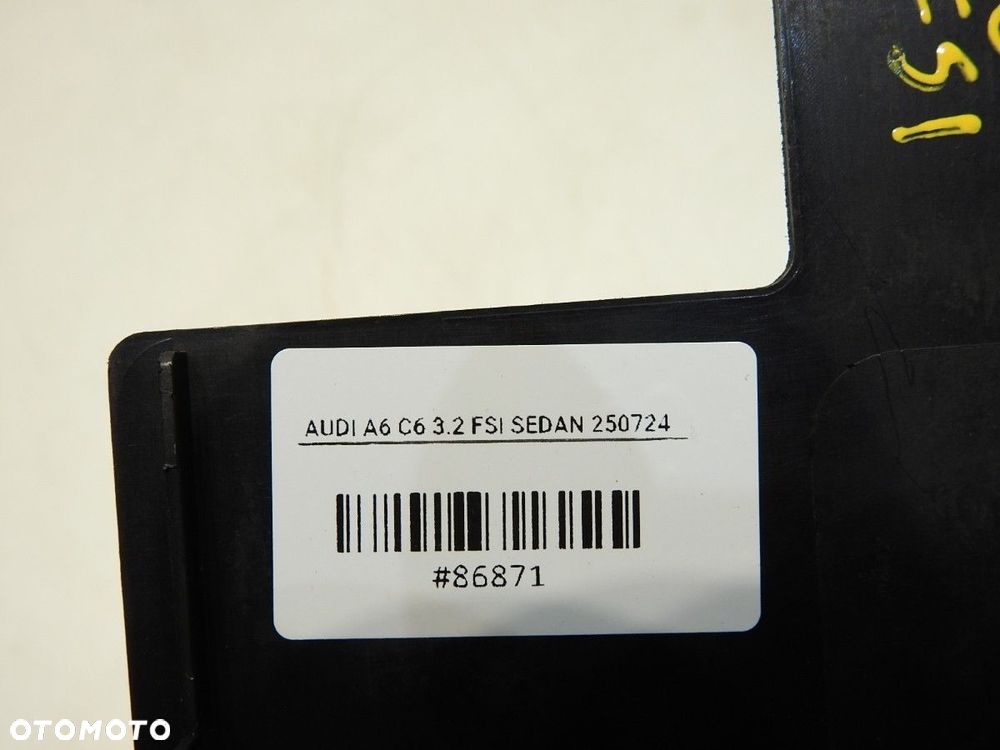 AUDI A6 C6 3.2 FSI SEDAN 250724
#86871
OTOMOTO